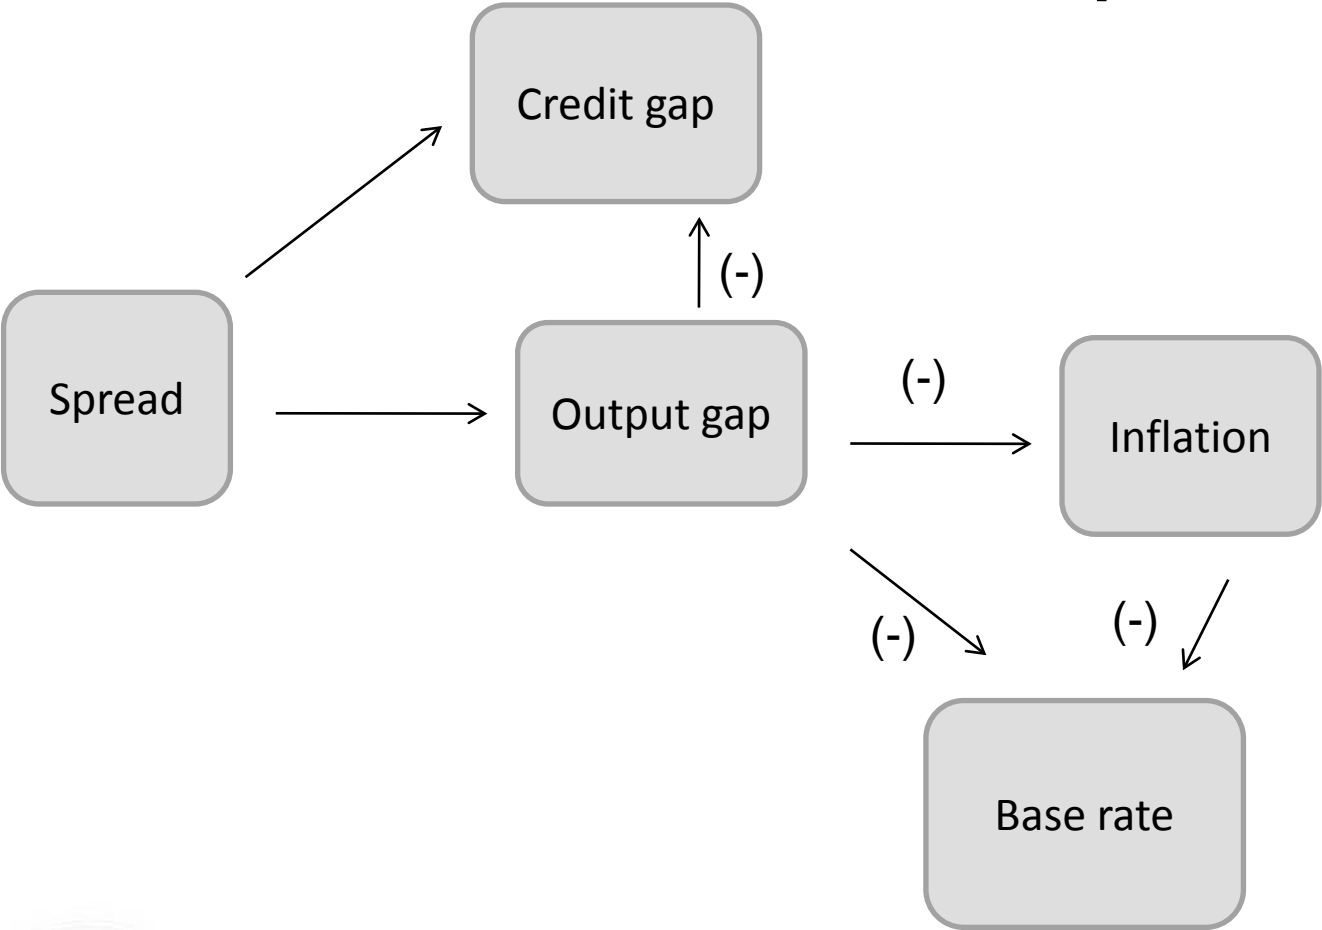 Credit gap
(-)
Spread
Output gap
(-)
Inflation
(-)
(-)
Base rate